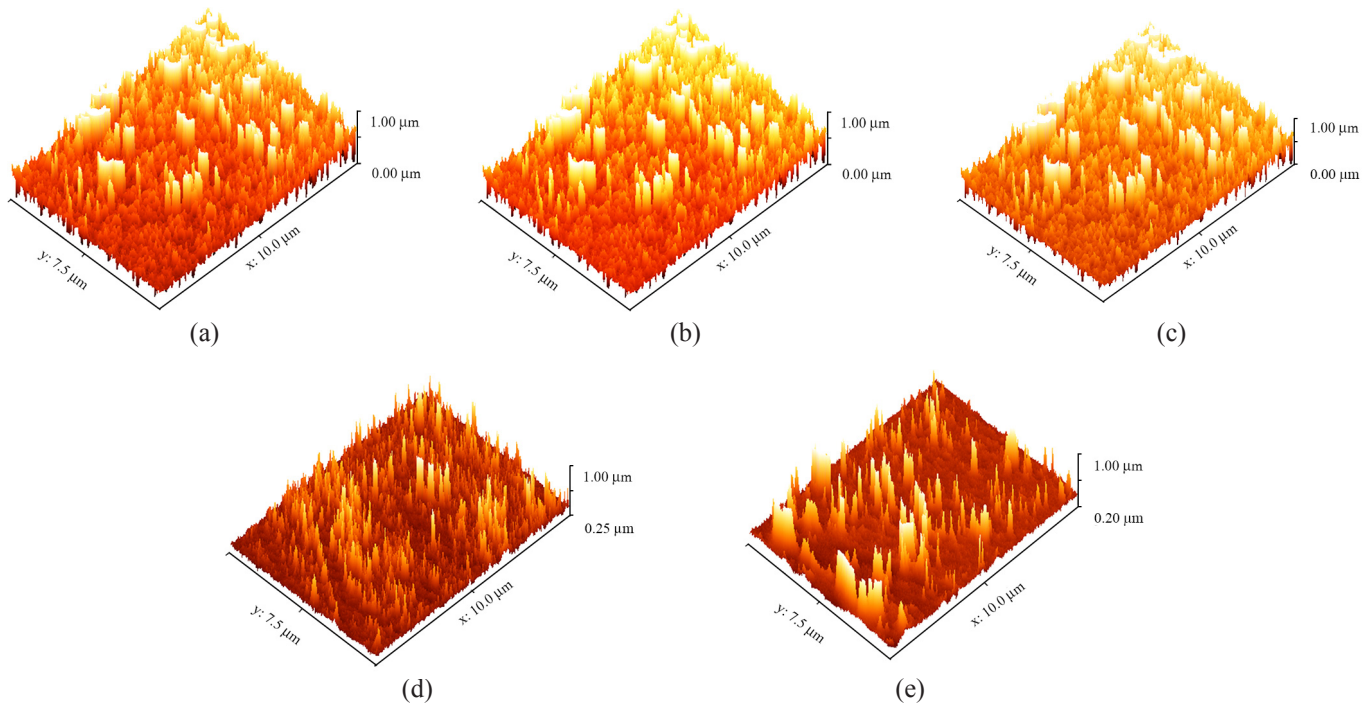 1.00 µm
0.00 µm
x: 10.0 µm
y: 7.5 µm
(a)
1.00 µm
0.00 µm
x: 10.0 µm
y: 7.5 µm
(b)
1.00 µm
0.00 µm
x: 10.0 µm
y: 7.5 µm
(c)
1.00 µm
0.25 µm
x: 10.0 µm
y: 7.5 µm
(d)
1.00 µm
0.20 µm
x: 10.0 µm
y: 7.5 µm
(e)